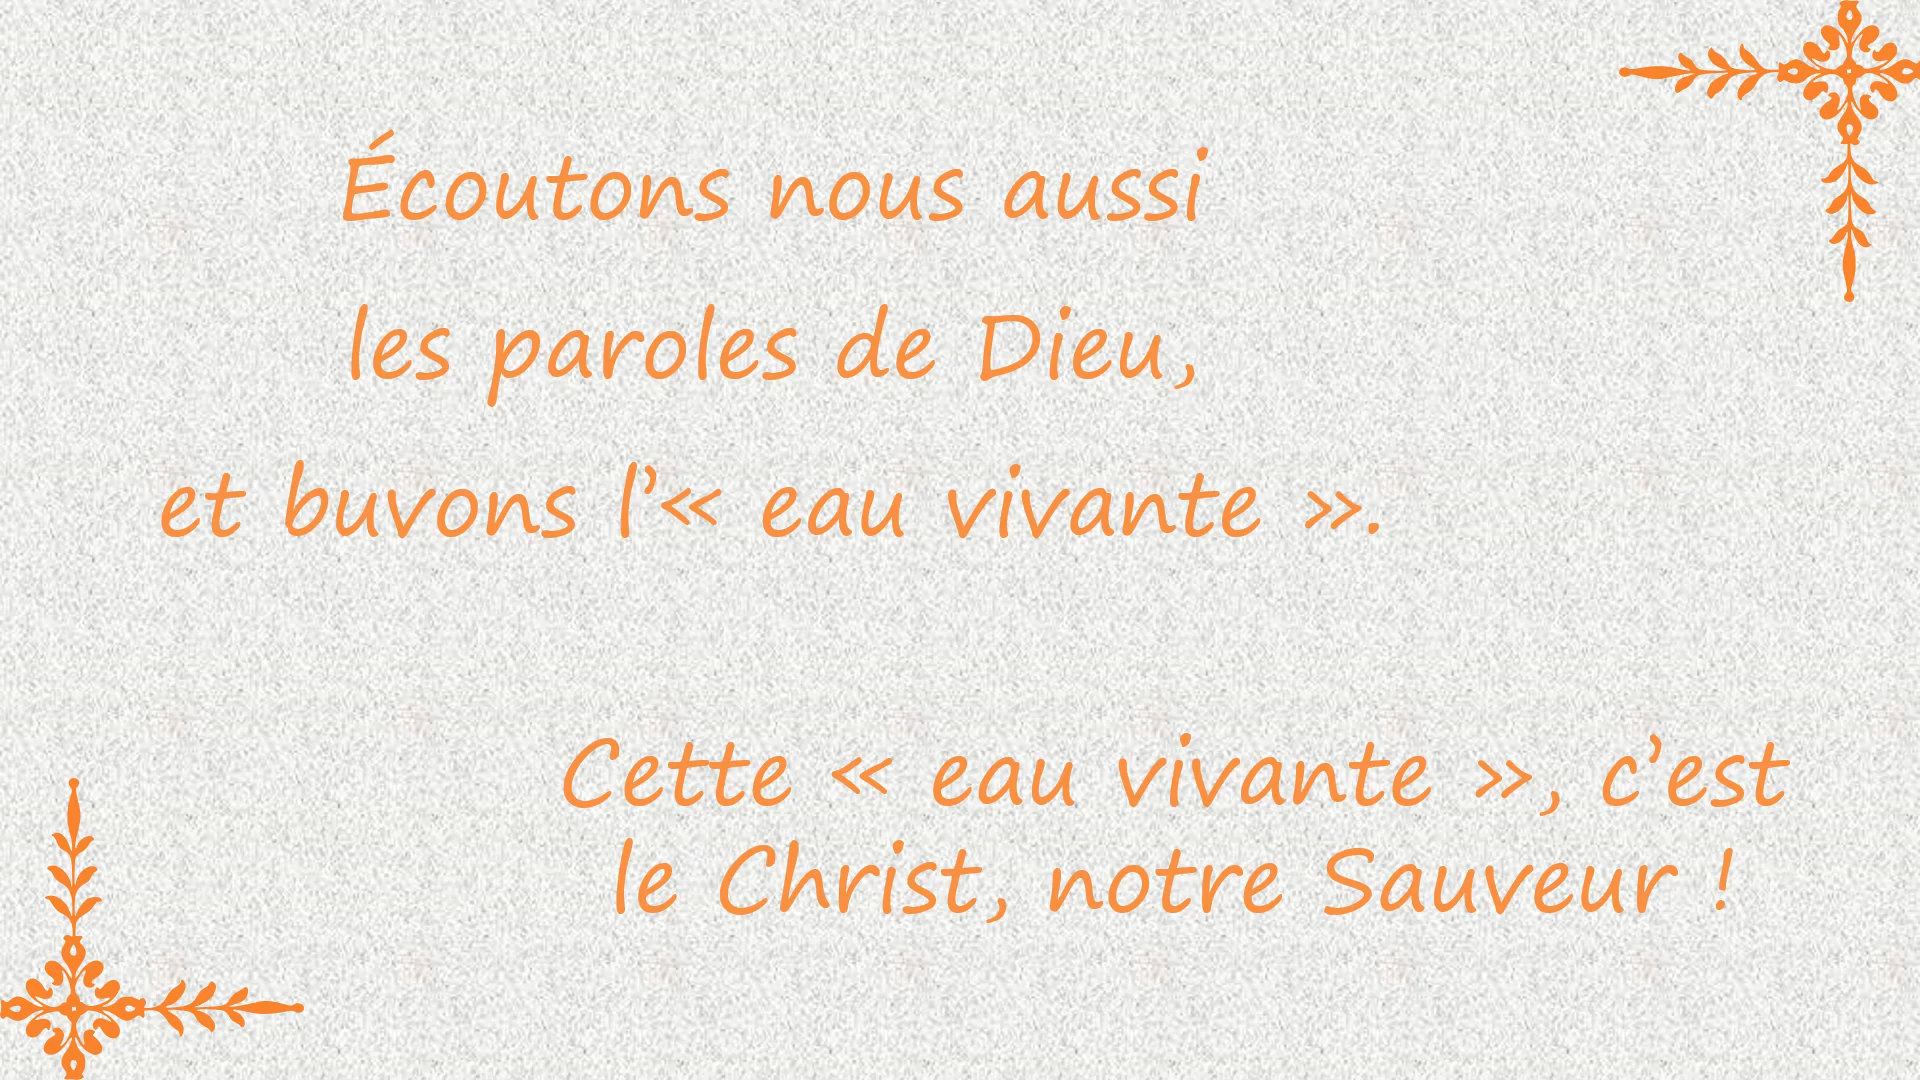 Écoutons nous aussi
les paroles de Dieu,
et buvons l’« eau vivante ».
Cette « eau vivante », c’est
le Christ, notre Sauveur !